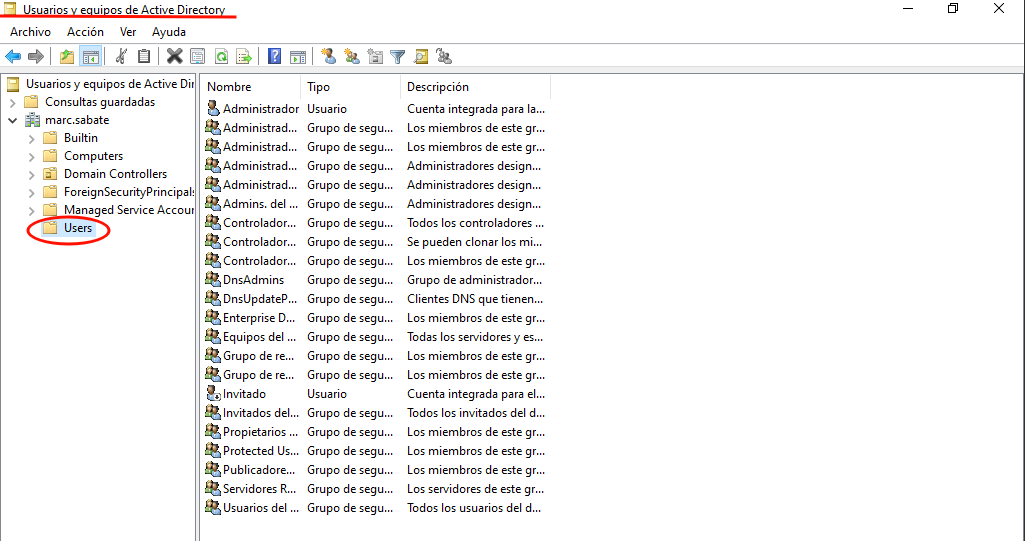 Usuarios y equipos de Active Directory
Archivo Acción Ver Ayuda
Usuarios y equipos de Active Dir
Consultas guardadas
marc.sabate
Builtin
Computers
Domain Controllers
ForeignSecurityPrincipals
Managed Service Accour
Users
Nombre Tipo Descripción
Administrador Usuario Cuenta integrada para la...
Administrad... Grupo de segu... Los miembros de este gr...
Administrad... Grupo de segu... Los miembros de este gr...
Administrad... Grupo de segu... Administradores design...
Administrad... Grupo de segu... Administradores design...
Admins. del ... Grupo de segu... Administradores design...
Controlador... Grupo de segu... Todos los controladores ...
Controlador... Grupo de segu... Se pueden clonar los mi...
Controlador... Grupo de segu... Los miembros de este gr...
DnsAdmins Grupo de segu... Grupo de administrador...
DnsUpdateP... Grupo de segu... Clientes DNS que tienen...
Enterprise D... Grupo de segu... Los miembros de este gr...
Equipos del ... Grupo de segu... Todas los servidores y es...
Grupo de re... Grupo de segu... Los miembros de este gr...
Grupo de re... Grupo de segu... Los miembros de este gr...
Invitado Usuario Cuenta integrada para el...
Invitados del... Grupo de segu... Todos los invitados del d...
Propietarios ... Grupo de segu... Los miembros de este gr...
Protected Us... Grupo de segu... Los miembros de este gr...
Publicadore... Grupo de segu... Los miembros de este gr...
Servidores R... Grupo de segu... Los servidores de este gr...
Usuarios del ... Grupo de segu... Todos los usuarios del d...